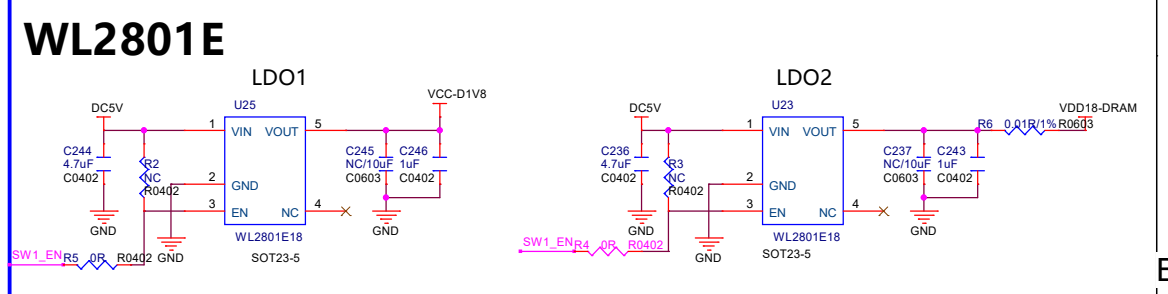 WL2801E
LDO1
DC5V
U25
VCC-D1V8
1
VIN
VOUT
5
C244
4.7uF
C0402
R2
NC
R0402
2
GND
3
EN
NC
4
C245
NC/10uF
C0603
C246
1uF
C0402
GND
GND
GND
WL2801E18
SOT23-5
SW1_EN
R5
0R
R0402
LDO2
DC5V
U23
VDD18-DRAM
1
VIN
VOUT
5
R6
0.01R/1%
R0603
C236
4.7uF
C0402
R3
NC
R0402
2
GND
3
EN
NC
4
C237
NC/10uF
C0603
C243
1uF
C0402
GND
GND
GND
WL2801E18
SOT23-5
SW1_EN
R4
0R
R0402